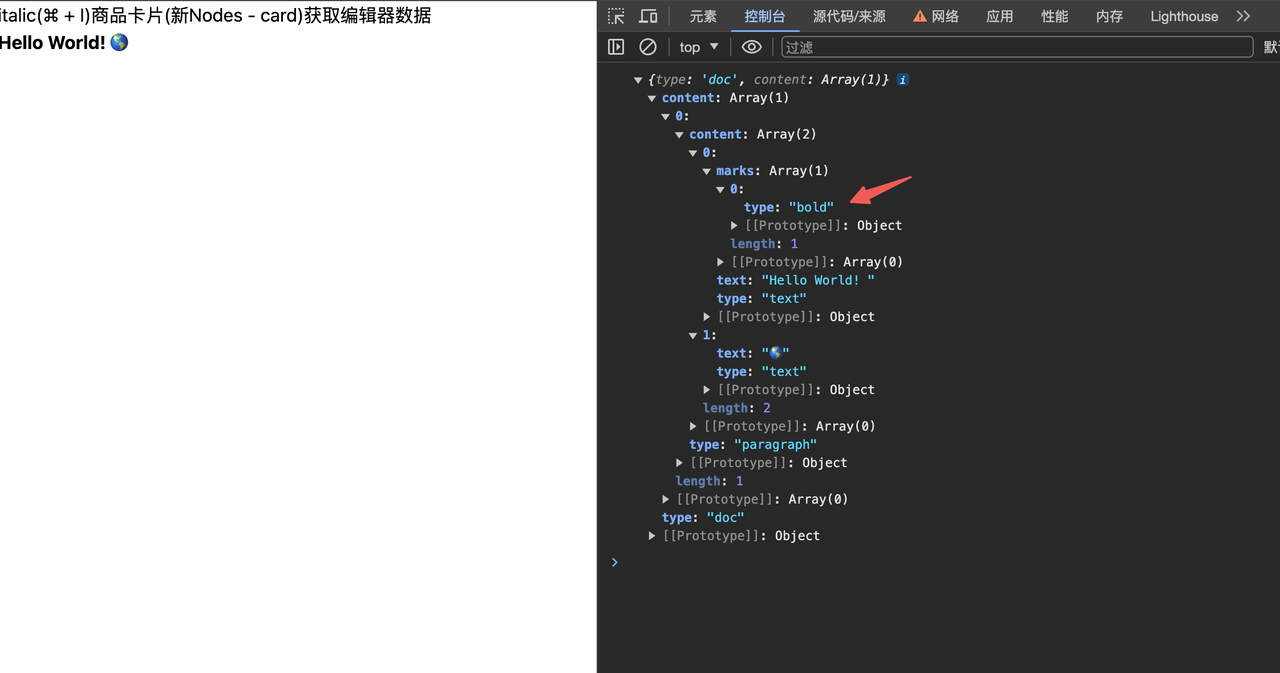 italic(⌘ + I)商品卡片(新Nodes - card)获取编辑器数据
Hello World! 🌎
元素 控制台 源代码/来源 网络 应用 性能 内存 Lighthouse
top ▼ 过滤
▼ {type: 'doc', content: Array(1)} i
▼ content: Array(1)
▼ 0:
▼ content: Array(2)
▼ 0:
▼ marks: Array(1)
▼ 0:
type: "bold"
▶ [[Prototype]]: Object
length: 1
▶ [[Prototype]]: Array(0)
text: "Hello World! "
type: "text"
▶ [[Prototype]]: Object
▼ 1:
text: "🌎"
type: "text"
▶ [[Prototype]]: Object
length: 2
▶ [[Prototype]]: Array(0)
type: "paragraph"
▶ [[Prototype]]: Object
length: 1
▶ [[Prototype]]: Array(0)
type: "doc"
▶ [[Prototype]]: Object